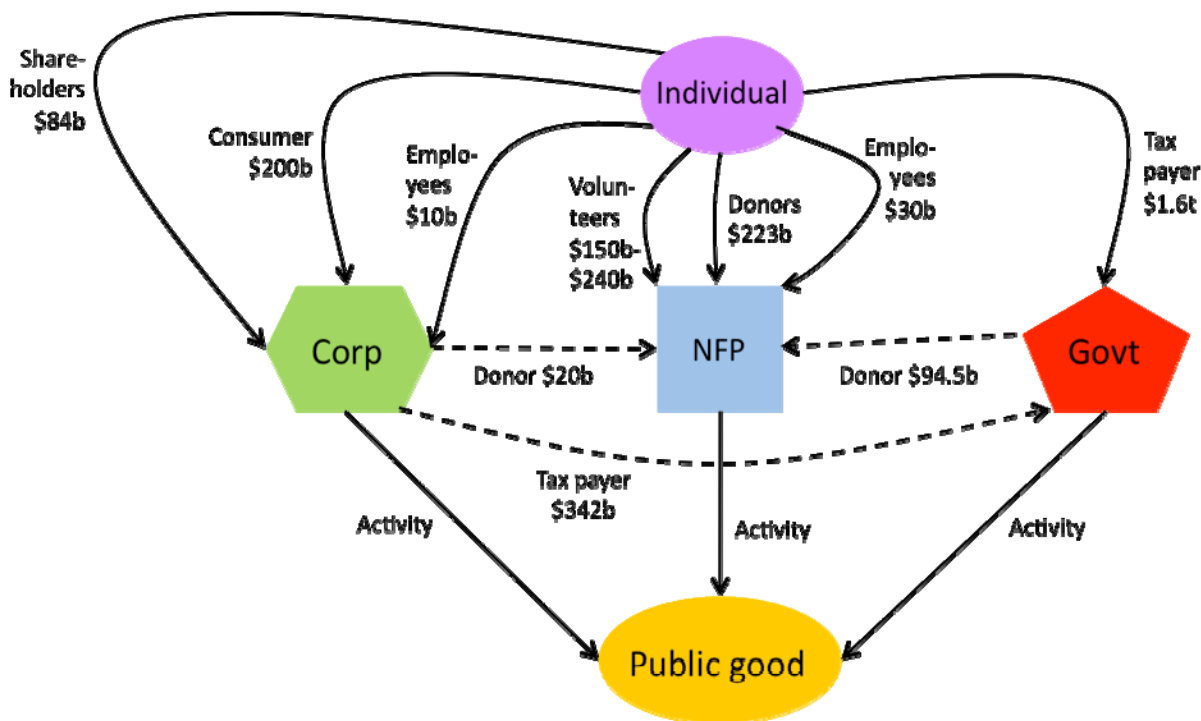 Share-
holders
$84b
Individual
Consumer
$200b
Emplo-
yees
$10b
Volun-
teers
$150b-
$240b
Donors
$223b
Emplo-
yees
$30b
Tax
payer
$1.6t
Corp
NFP
Govt
Donor $20b
Donor $94.5b
Tax payer
$342b
Activity
Activity
Activity
Public good